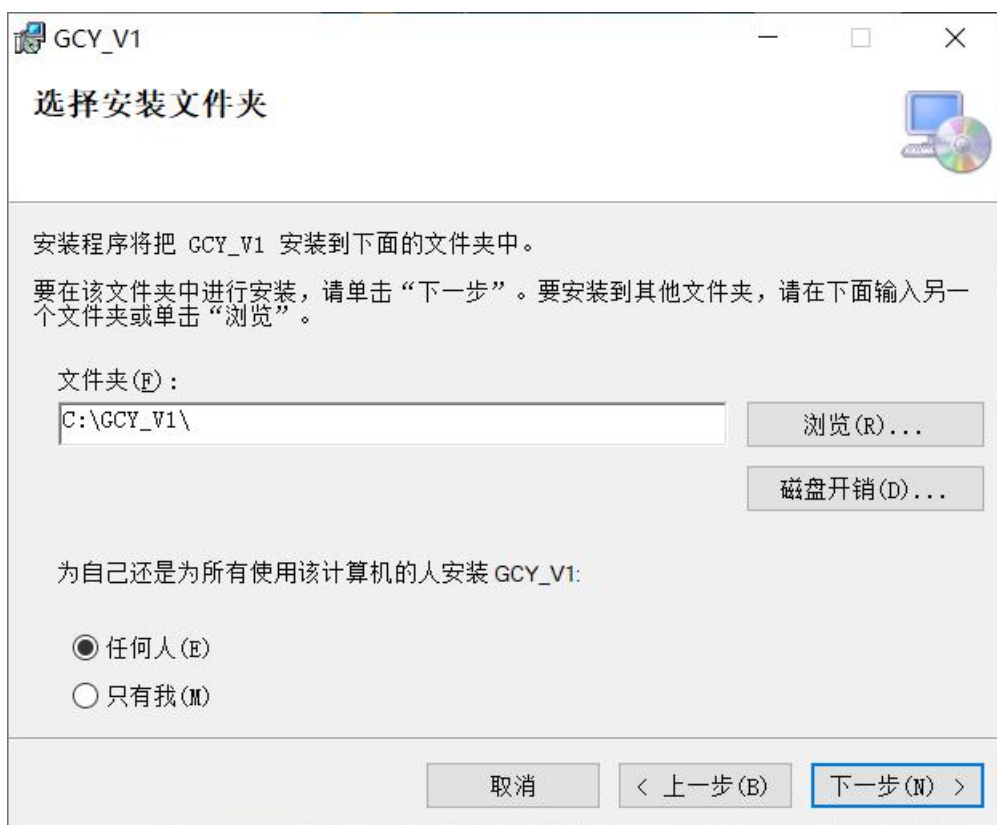 GCY_V1
选择安装文件夹
安装程序将把 GCY_V1 安装到下面的文件夹中。
要在该文件夹中进行安装，请单击“下一步”。要安装到其他文件夹，请在下面输入另一
个文件夹或单击“浏览”。
文件夹(F)：
C:\GCY_V1\
浏览(R)...
磁盘开销(D)...
为自己还是为所有使用该计算机的人安装 GCY_V1:
任何人(E)
只有我(M)
取消
< 上一步(B)
下一步(N) >